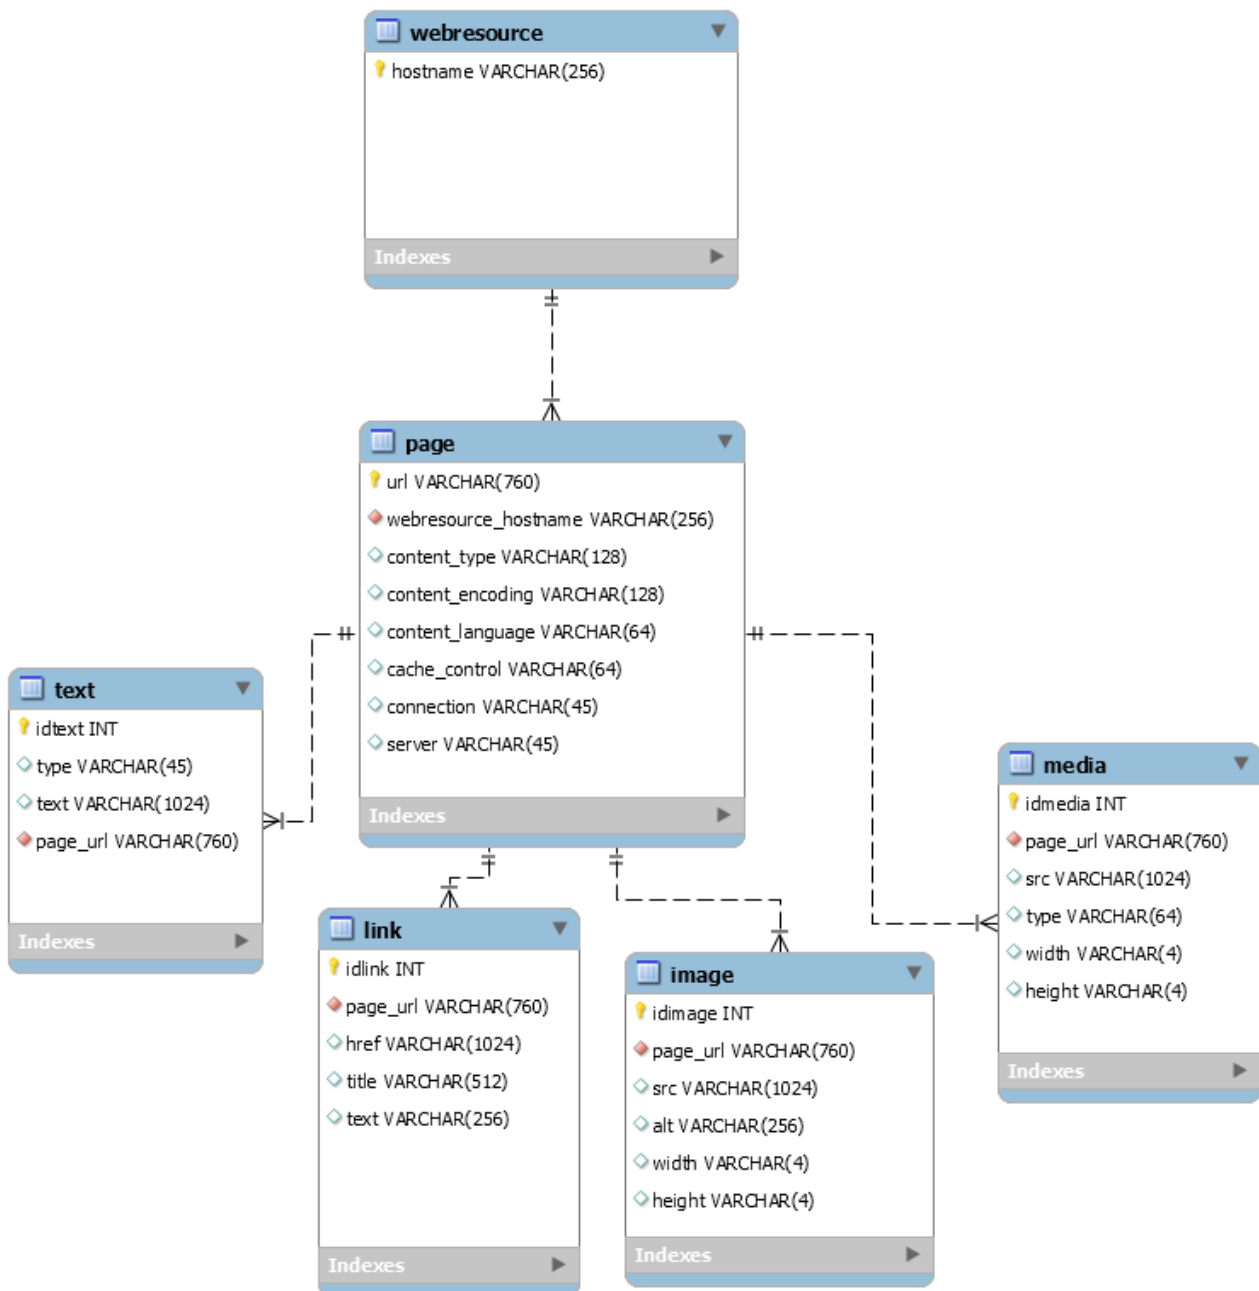 webresource
hostname VARCHAR(256)
Indexes
page
url VARCHAR(760)
webresource_hostname VARCHAR(256)
content_type VARCHAR(128)
content_encoding VARCHAR(128)
content_language VARCHAR(64)
cache_control VARCHAR(64)
connection VARCHAR(45)
server VARCHAR(45)
Indexes
text
idtext INT
type VARCHAR(45)
text VARCHAR(1024)
page_url VARCHAR(760)
Indexes
link
idlink INT
page_url VARCHAR(760)
href VARCHAR(1024)
title VARCHAR(512)
text VARCHAR(256)
Indexes
image
idimage INT
page_url VARCHAR(760)
src VARCHAR(1024)
alt VARCHAR(256)
width VARCHAR(4)
height VARCHAR(4)
Indexes
media
idmedia INT
page_url VARCHAR(760)
src VARCHAR(1024)
type VARCHAR(64)
width VARCHAR(4)
height VARCHAR(4)
Indexes